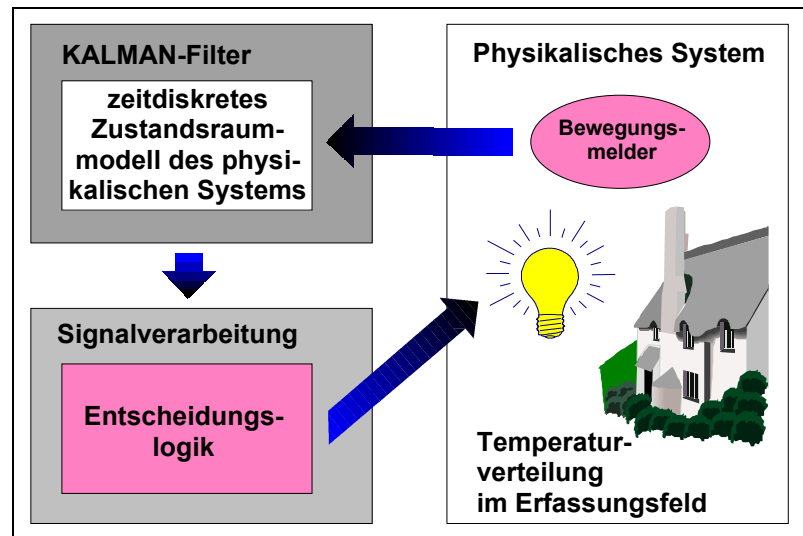 KALMAN-Filter
zeitdiskretes
Zustandsraum-
modell des physi-
kalischen Systems
Signalverarbeitung
Entscheidungs-
logik
Physikalisches System
Bewegungs-
melder
Temperatur-
verteilung
im Erfassungsfeld